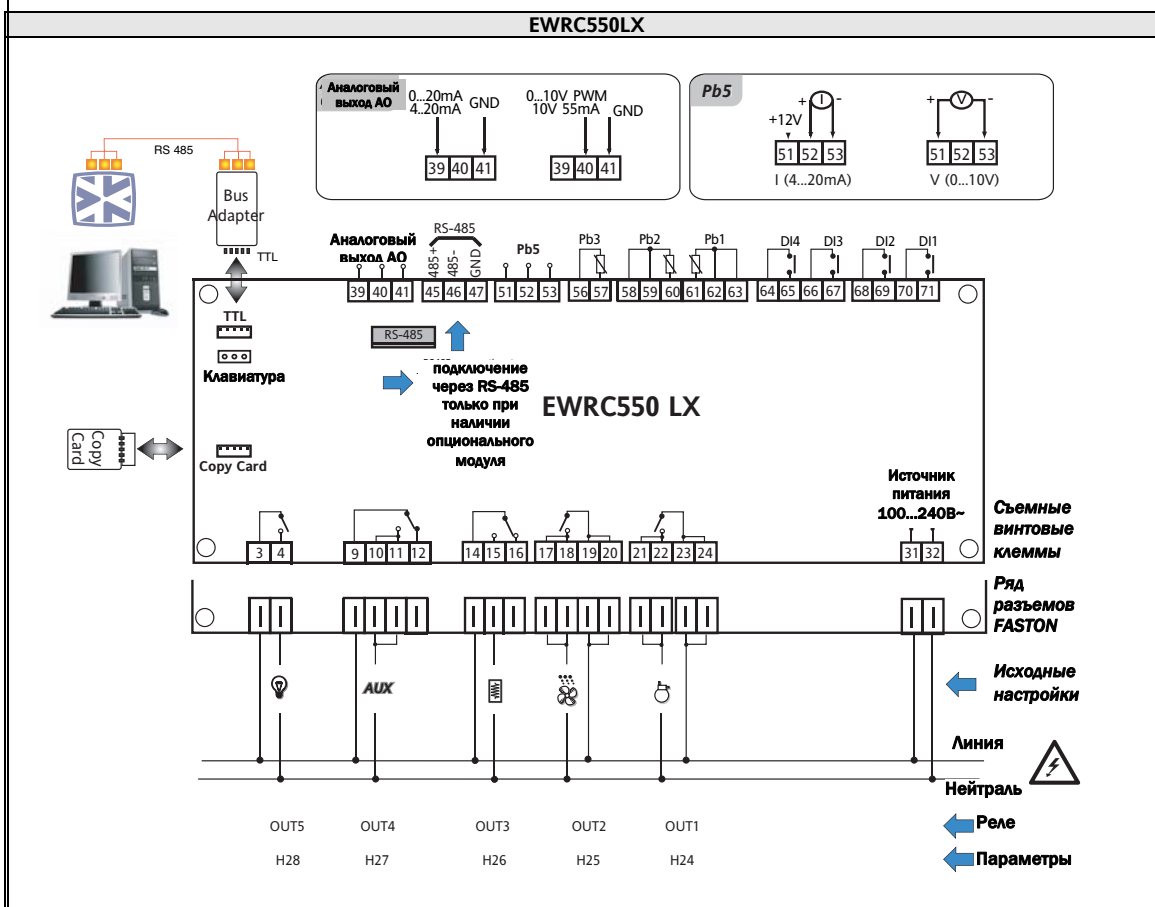 EWRC550LX
Аналоговый
выход АО
0...20mA
4..20mA
GND
0...10V PWM
10V 55mA
GND
39 40 41
39 40 41
Pb5
+ I -
+12V
51 52 53
I (4...20mA)
+ V -
51 52 53
V (0...10V)
RS 485
Bus
Adapter
TTL
Аналоговый
выход АО
RS-485
485+
485-
GND
Pb5
Pb3
Pb2
Pb1
DI4
DI3
DI2
DI1
39 40 41
45 46 47
51 52 53
56 57
58 59 60 61 62 63
64 65 66 67
68 69 70 71
TTL
Клавиатура
RS-485
подключение
через RS-485
только при
наличии
опционального
модуля
EWRC550 LX
Copy
Card
Copy Card
Источник
питания
100...240В~
Съемные
винтовые
клеммы
3 4
9 10 11 12
14 15 16
17 18 19 20
21 22 23 24
31 32
Ряд
разъемов
FASTON
AUX
Исходные
настройки
Линия
Нейтраль
OUT5 OUT4 OUT3 OUT2 OUT1
Реле
H28 H27 H26 H25 H24
Параметры